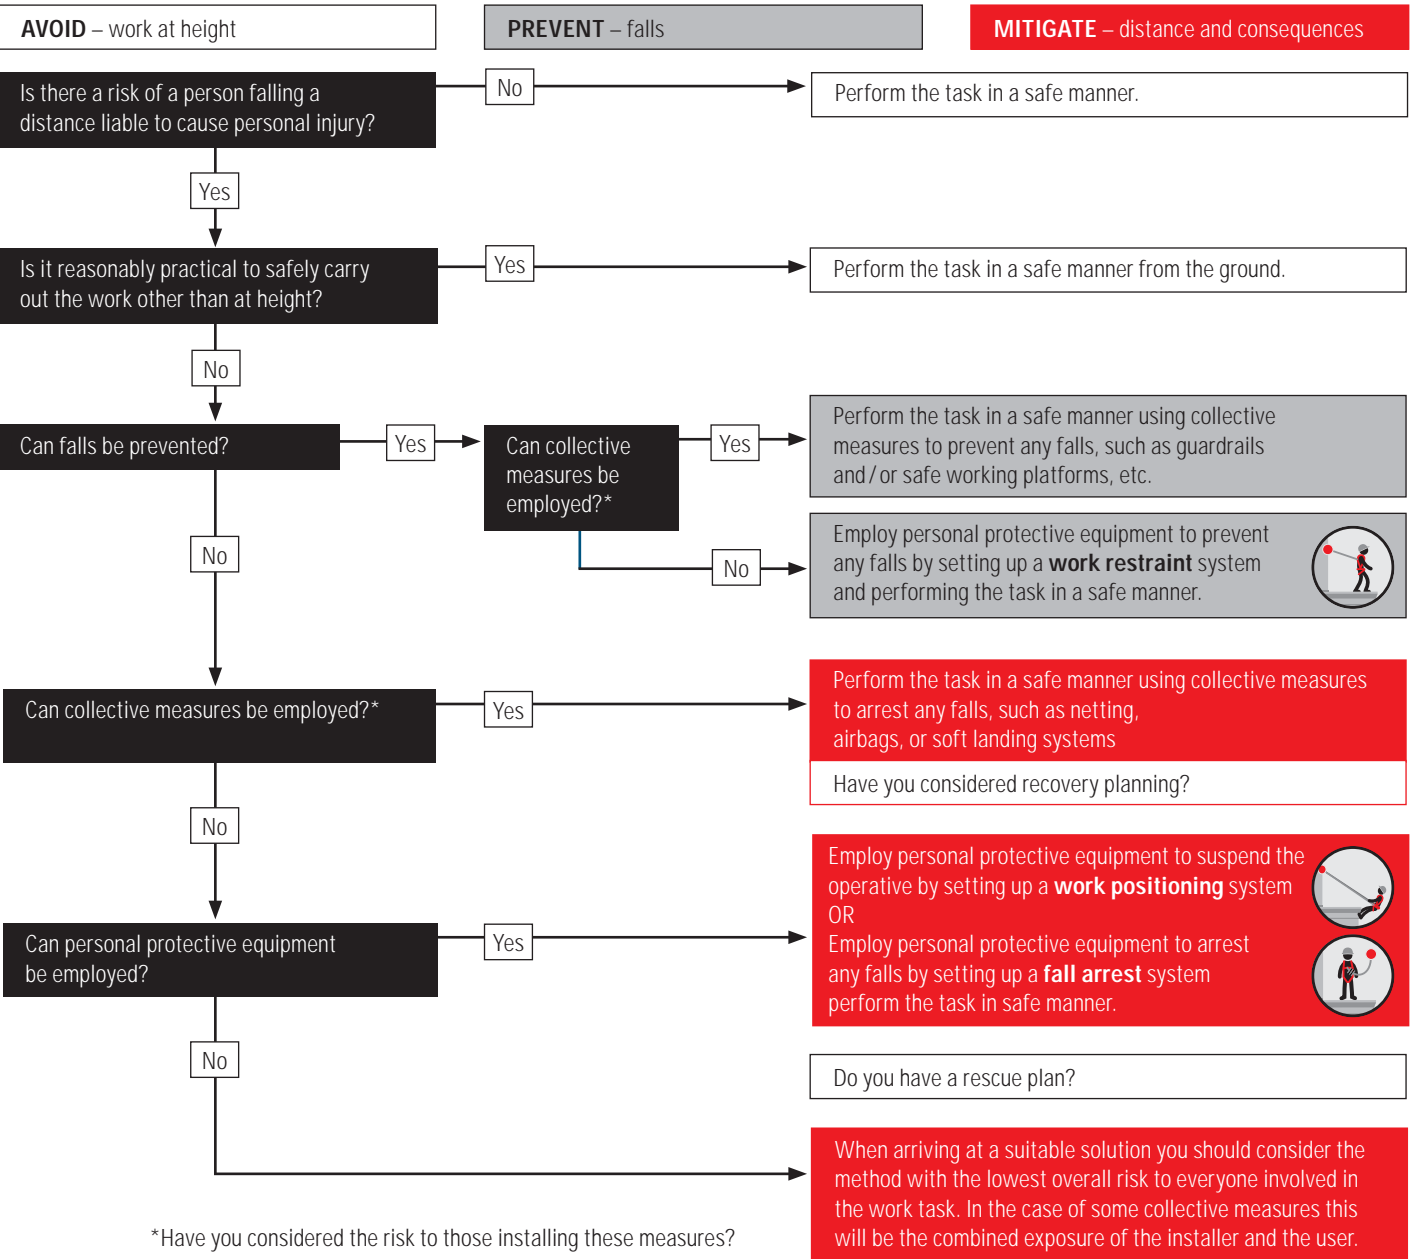 AVOID – work at height
PREVENT – falls
MITIGATE – distance and consequences
Is there a risk of a person falling a
distance liable to cause personal injury?
No
Perform the task in a safe manner.
Yes
Is it reasonably practical to safely carry
out the work other than at height?
Yes
Perform the task in a safe manner from the ground.
No
Can falls be prevented?
Yes
Can collective
measures be
employed?*
Yes
Perform the task in a safe manner using collective
measures to prevent any falls, such as guardrails
and/or safe working platforms, etc.
No
Employ personal protective equipment to prevent
any falls by setting up a work restraint system
and performing the task in a safe manner.
No
Can collective measures be employed?*
Yes
Perform the task in a safe manner using collective measures
to arrest any falls, such as netting,
airbags, or soft landing systems
Have you considered recovery planning?
No
Can personal protective equipment
be employed?
Yes
Employ personal protective equipment to suspend the
operative by setting up a work positioning system
OR
Employ personal protective equipment to arrest
any falls by setting up a fall arrest system
perform the task in safe manner.
No
Do you have a rescue plan?
When arriving at a suitable solution you should consider the
method with the lowest overall risk to everyone involved in
the work task. In the case of some collective measures this
will be the combined exposure of the installer and the user.
*Have you considered the risk to those installing these measures?